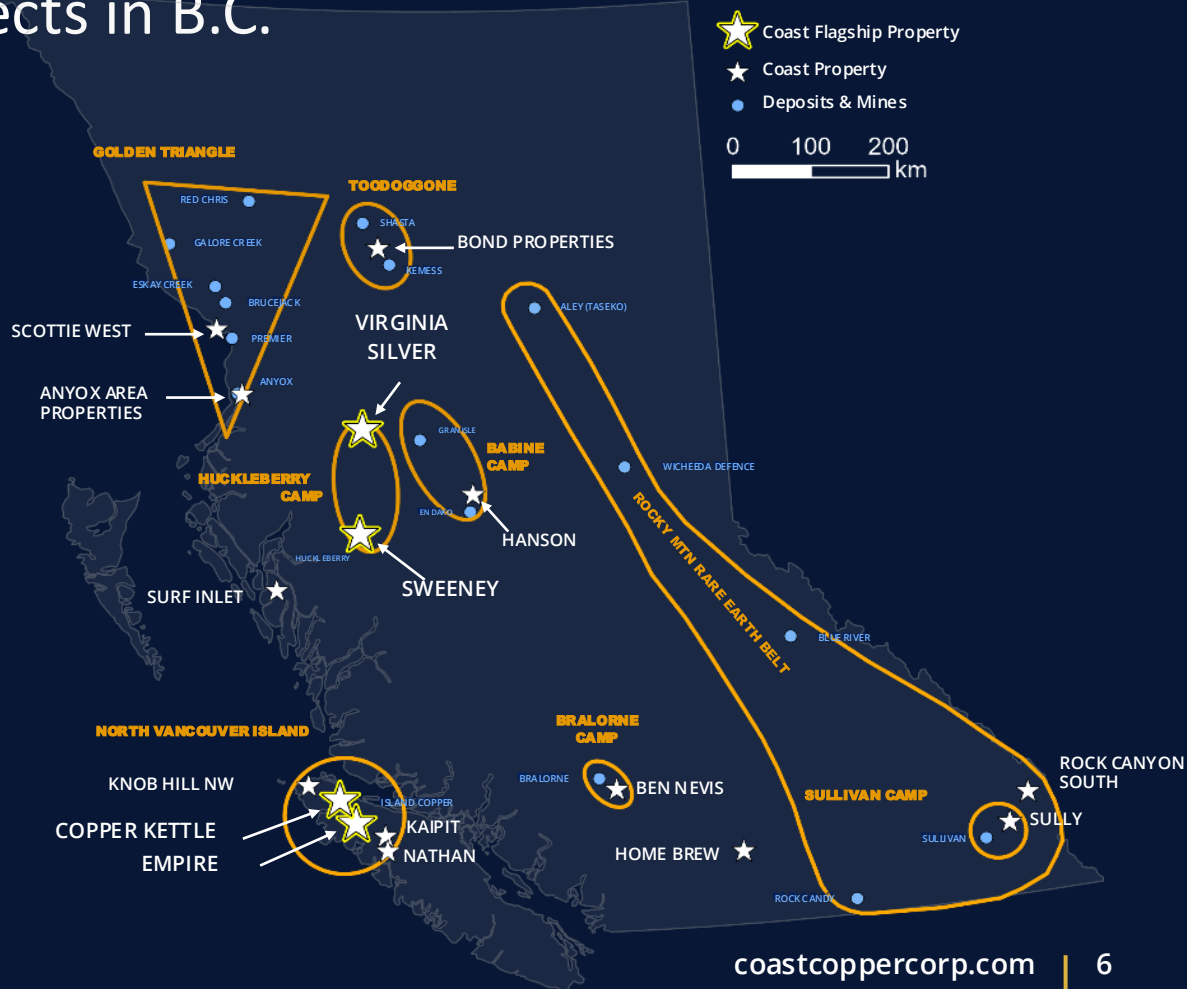 ects in B.C.
Coast Flagship Property
Coast Property
Deposits & Mines
0 100 200
km
GOLDEN TRIANGLE
RED CHRIS
GALORE CREEK
ESKAY CREEK
BRUCEJACK
SCOTTIE WEST
PREMIER
ANYOX
ANYOX AREA
PROPERTIES
TOODOGGONE
SHASTA
BOND PROPERTIES
KEMESS
VIRGINIA
SILVER
ALEY (TASEKO)
GRANISLE
BABINE
CAMP
HUCKLEBERRY
CAMP
ENDAKO
HANSON
HUCKLEBERRY
SWEENEY
SURF INLET
WICHEEDA DEFENCE
ROCKY MTN RARE EARTH BELT
BLUE RIVER
NORTH VANCOUVER ISLAND
KNOB HILL NW
ISLAND COPPER
COPPER KETTLE
KAIPIT
EMPIRE
NATHAN
BRALORNE
CAMP
BRALORNE
BEN NEVIS
HOME BREW
ROCK CANYON
SOUTH
SULLIVAN CAMP
SULLY
SULLIVAN
ROCK CANDY
coastcoppercorp.com | 6